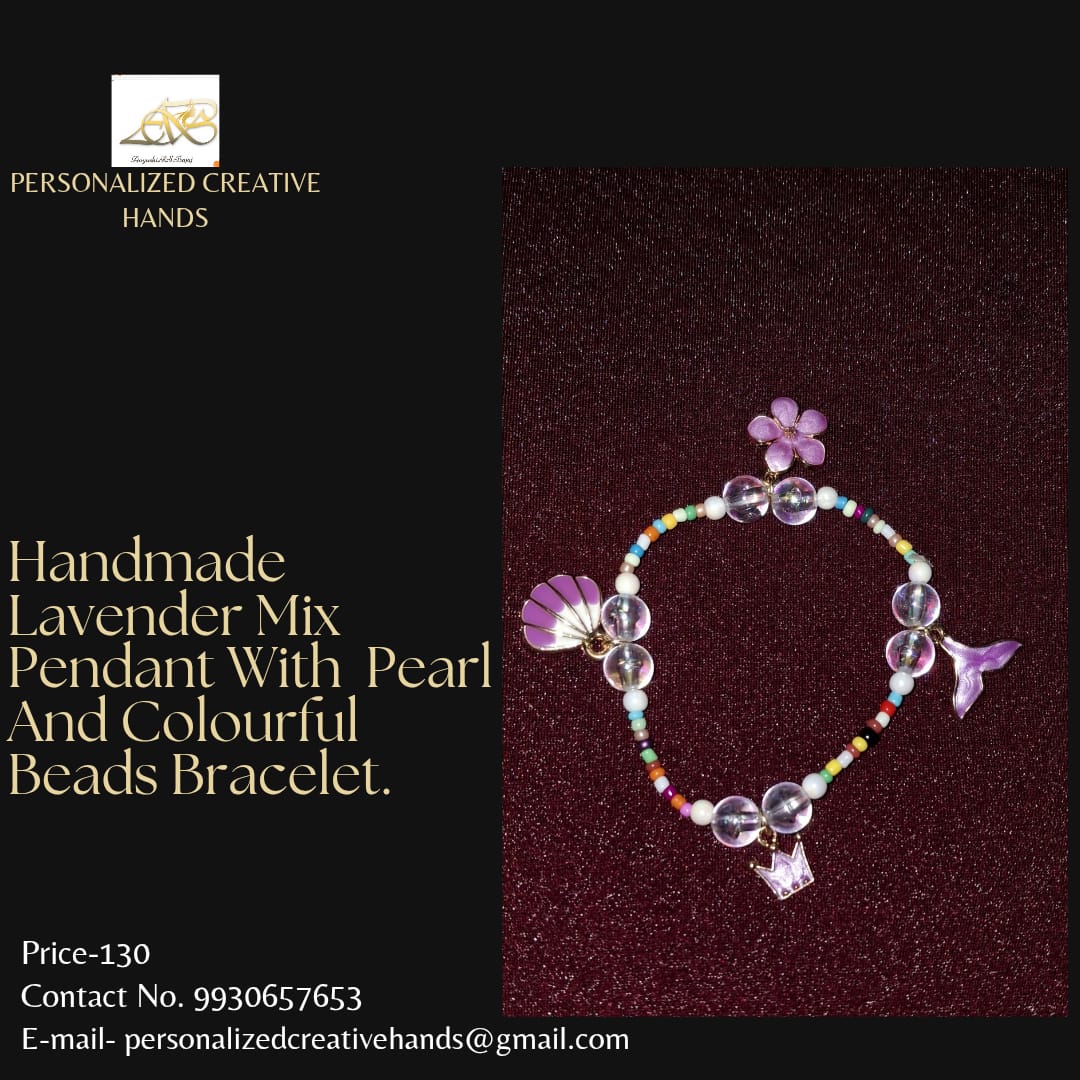 PERSONALIZED CREATIVE
HANDS
Handmade
Lavender Mix
Pendant With Pearl
And Colourful
Beads Bracelet.
Price-130
Contact No. 9930657653
E-mail- personalizedcreativehands@gmail.com